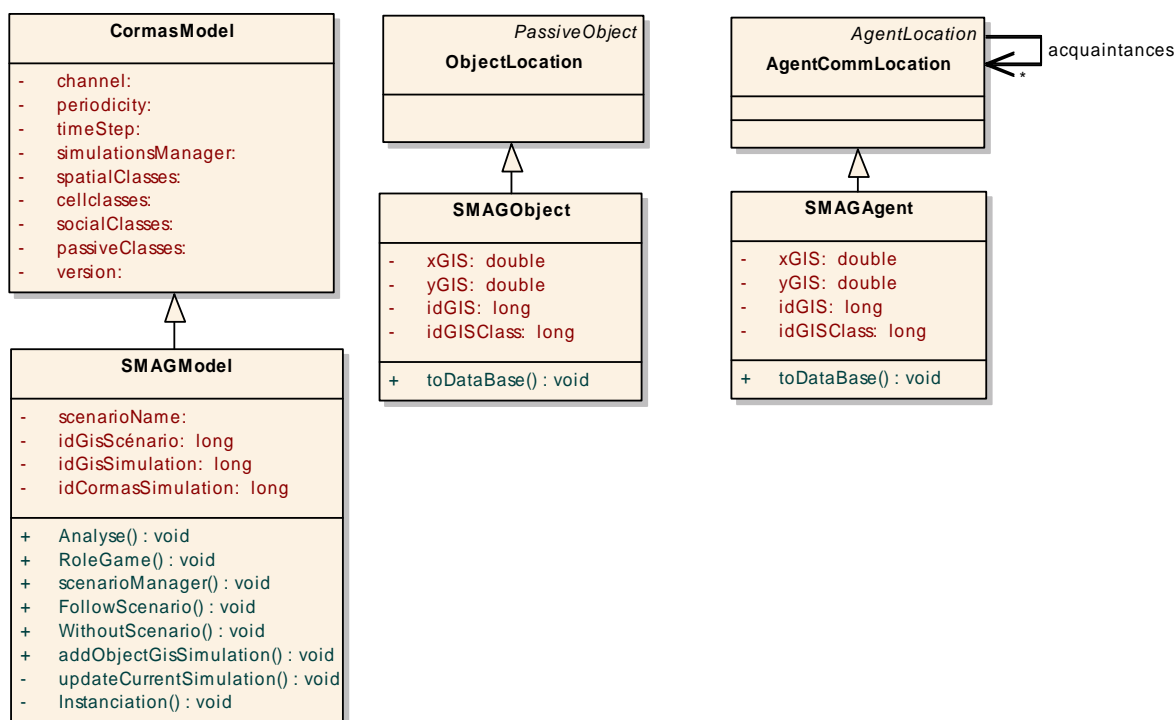 CormasModel
- channel:
- periodicity:
- timeStep:
- simulationsManager:
- spatialClasses:
- cellclasses:
- socialClasses:
- passiveClasses:
- version:
SMAGModel
- scenarioName:
- idGisScénario: long
- idGisSimulation: long
- idCormasSimulation: long
+ Analyse() : void
+ RoleGame() : void
+ scenarioManager() : void
+ FollowScenario() : void
+ WithoutScenario() : void
+ addObjectGisSimulation() : void
- updateCurrentSimulation() : void
- Instanciation() : void
PassiveObject
ObjectLocation
SMAGObject
- xGIS: double
- yGIS: double
- idGIS: long
- idGISClass: long
+ toDataBase() : void
AgentLocation
AgentCommLocation
acquaintances
*
SMAGAgent
- xGIS: double
- yGIS: double
- idGIS: long
- idGISClass: long
+ toDataBase() : void